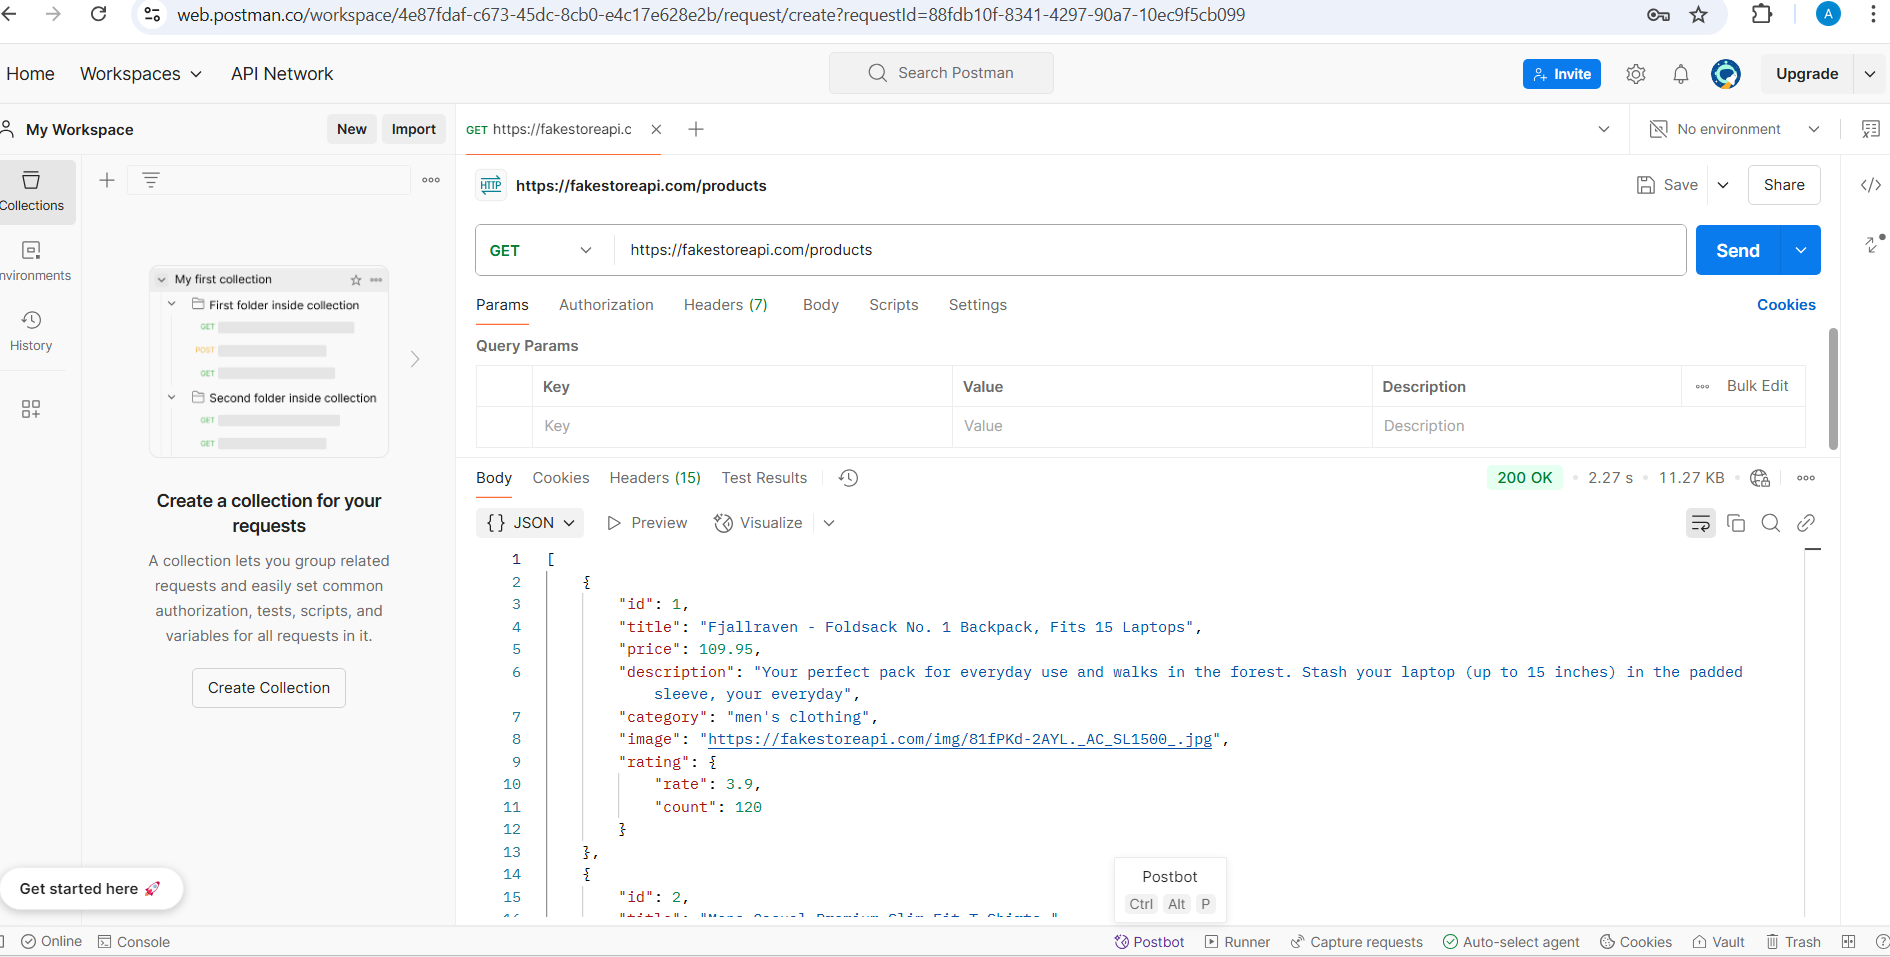 web.postman.co/workspace/4e87fdaf-c673-45dc-8cb0-e4c17e628e2b/request/create?requestId=88fdb10f-8341-4297-90a7-10ec9f5cb099
A
Home Workspaces API Network Search Postman Invite Upgrade
My Workspace New Import GET https://fakestoreapi.c No environment
Collections
HTTP https://fakestoreapi.com/products Save Share
nvironments
GET https://fakestoreapi.com/products Send
History
Params Authorization Headers (7) Body Scripts Settings Cookies
Query Params
Key Value Description Bulk Edit
Key Value Description
My first collection
First folder inside collection
GET
POST
GET
Second folder inside collection
GET
GET
Create a collection for your
requests
A collection lets you group related
requests and easily set common
authorization, tests, scripts, and
variables for all requests in it.
Create Collection
Body Cookies Headers (15) Test Results 200 OK • 2.27 s • 11.27 KB •
{} JSON Preview Visualize
1 [
2 {
3 "id": 1,
4 "title": "Fjallraven - Foldsack No. 1 Backpack, Fits 15 Laptops",
5 "price": 109.95,
6 "description": "Your perfect pack for everyday use and walks in the forest. Stash your laptop (up to 15 inches) in the padded
sleeve, your everyday",
7 "category": "men's clothing",
8 "image": "https://fakestoreapi.com/img/81fPKd-2AYL._AC_SL1500_.jpg",
9 "rating": {
10 "rate": 3.9,
11 "count": 120
12 }
13 },
14 {
15 "id": 2,
16 "title": "Mens Casual Premium Slim Fit T-Shirts "
Postbot
Ctrl Alt P
Get started here 🚀
Online Console Postbot Runner Capture requests Auto-select agent Cookies Vault Trash